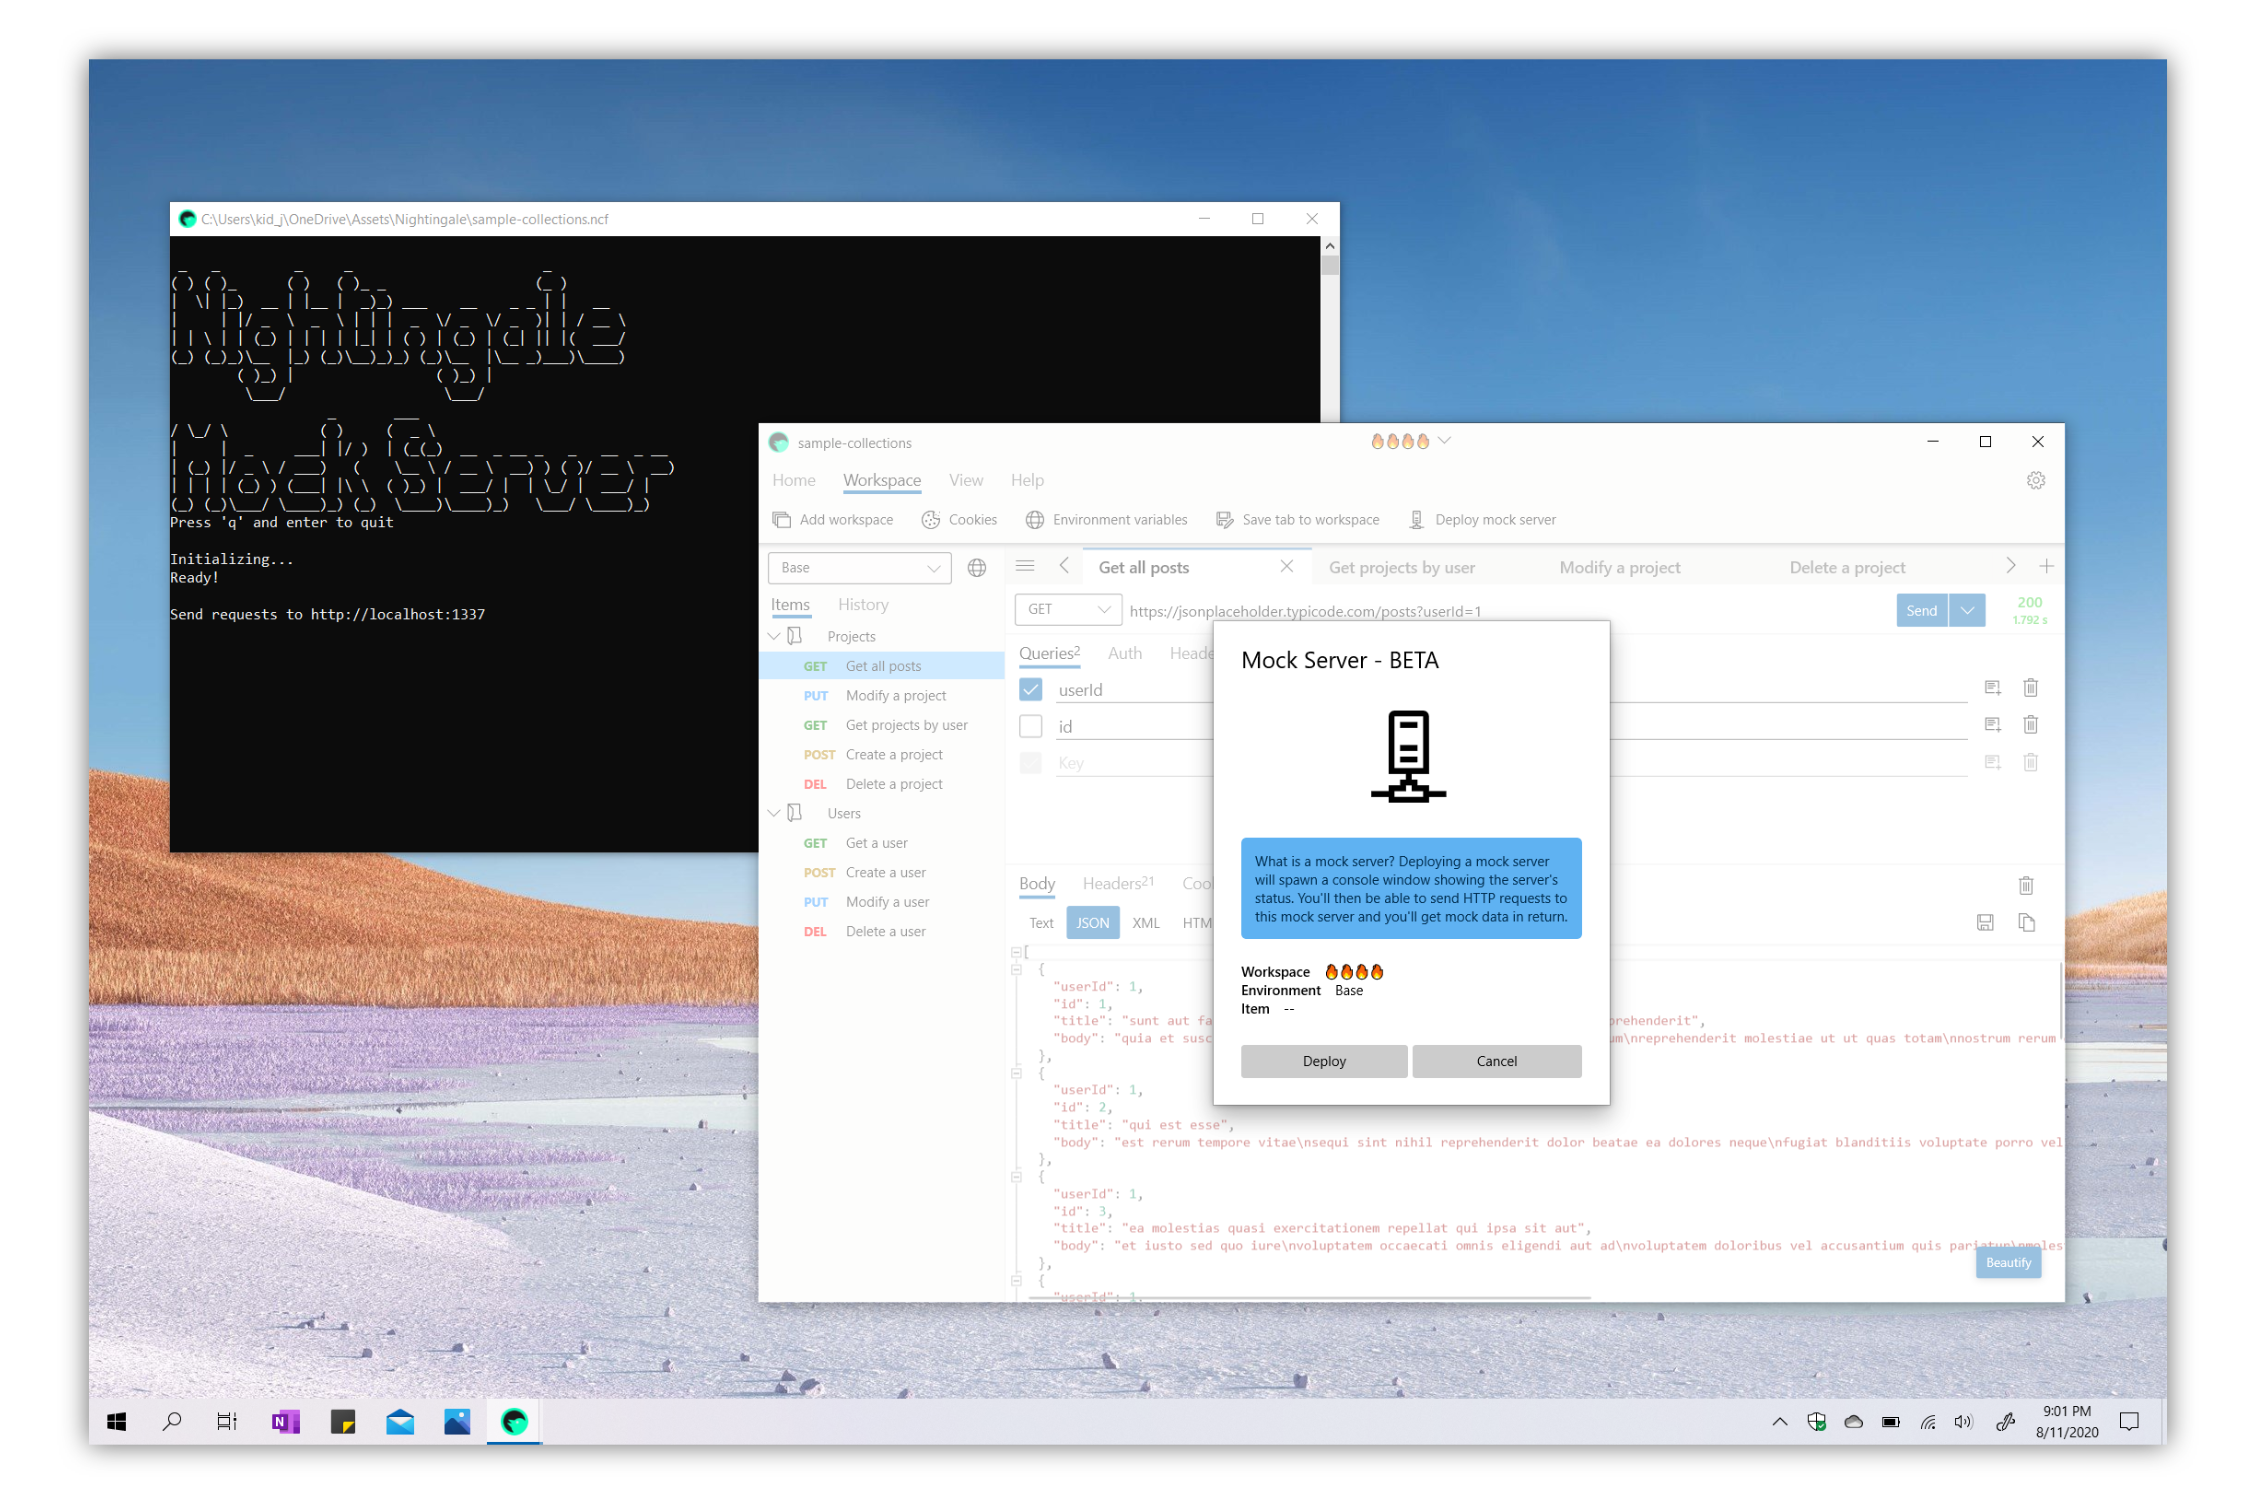 C:\Users\kid_j\OneDrive\Assets\Nightingale\sample-collections.ncf
Nightingale
Mock Server
Press 'q' and enter to quit
Initializing...
Ready!
Send requests to http://localhost:1337
sample-collections
🔥🔥🔥🔥
Home Workspace View Help
Add workspace Cookies Environment variables Save tab to workspace Deploy mock server
Base
Get all posts Get projects by user Modify a project Delete a project
Items History
GET https://jsonplaceholder.typicode.com/posts?userId=1 Send 200
1.792 s
Projects
GET Get all posts
PUT Modify a project
GET Get projects by user
POST Create a project
DEL Delete a project
Users
GET Get a user
POST Create a user
PUT Modify a user
DEL Delete a user
Queries2 Auth Heade
userId
id
Key
Body Headers21 Coo
Text JSON XML HTM
[
{
"userId": 1,
"id": 1,
"title": "sunt aut fa prehenderit",
"body": "quia et susc um\nreprehenderit molestiae ut ut quas totam\nnostrum rerum
},
{
"userId": 1,
"id": 2,
"title": "qui est esse",
"body": "est rerum tempore vitae\nsequi sint nihil reprehenderit dolor beatae ea dolores neque\nfugiat blanditiis voluptate porro vel
},
{
"userId": 1,
"id": 3,
"title": "ea molestias quasi exercitationem repellat qui ipsa sit aut",
"body": "et iusto sed quo iure\nvoluptatem occaecati omnis eligendi aut ad\nvoluptatem doloribus vel accusantium quis pariatur\nmoles
},
{
"userId": 1,
Beautify
Mock Server - BETA
What is a mock server? Deploying a mock server
will spawn a console window showing the server's
status. You'll then be able to send HTTP requests to
this mock server and you'll get mock data in return.
Workspace 🔥🔥🔥🔥
Environment Base
Item --
Deploy Cancel
N
9:01 PM
8/11/2020